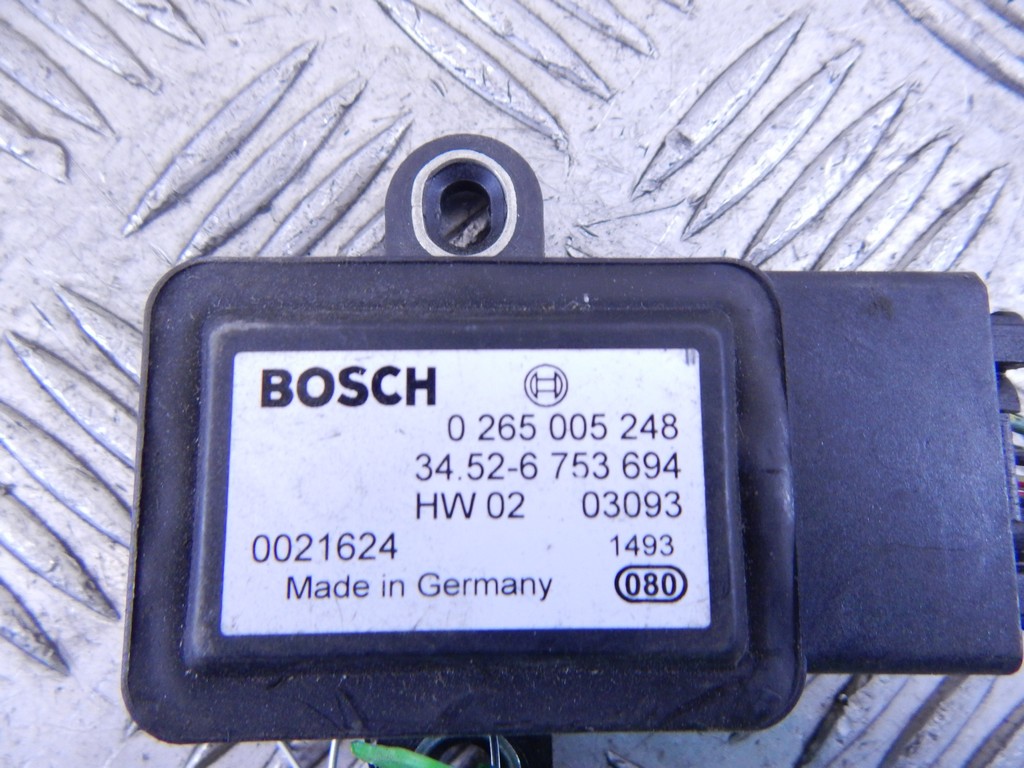 BOSCH
0 265 005 248
34.52-6 753 694
HW 02 03093
0021624 1493
Made in Germany 080